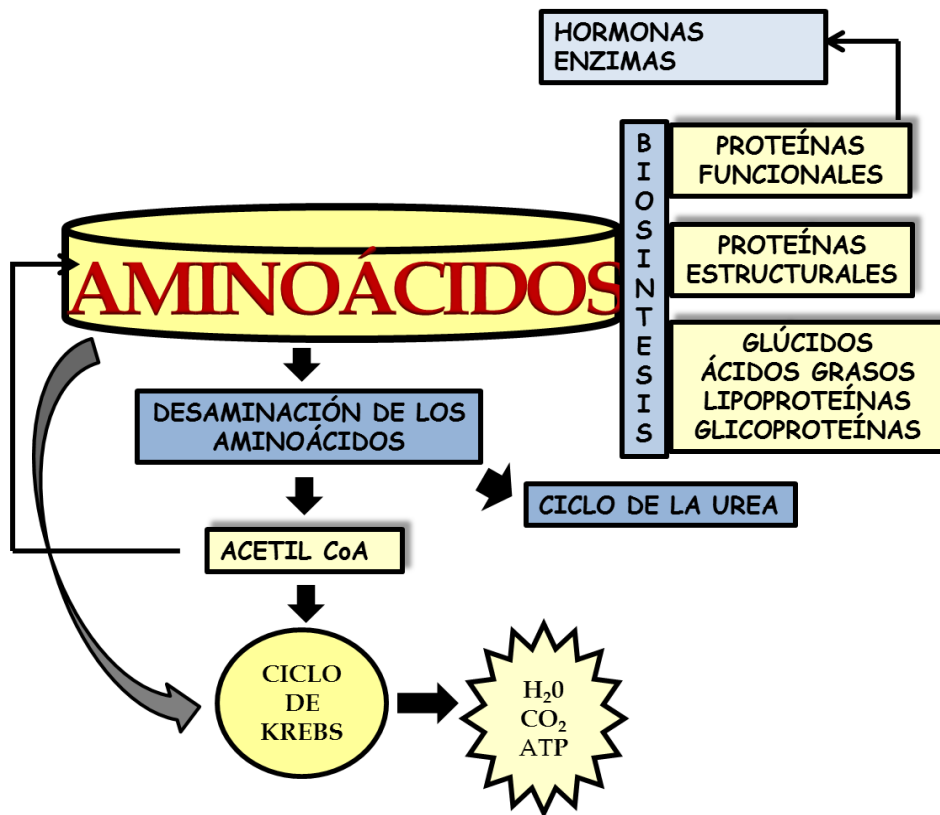 HORMONAS
ENZIMAS
BIOSINTESIS
PROTEÍNAS
FUNCIONALES
PROTEÍNAS
ESTRUCTURALES
GLÚCIDOS
ÁCIDOS GRASOS
LIPOPROTEÍNAS
GLICOPROTEÍNAS
AMINOÁCIDOS
DESAMINACIÓN DE LOS
AMINOÁCIDOS
CICLO DE LA UREA
ACETIL CoA
CICLO
DE
KREBS
H₂0
CO₂
ATP